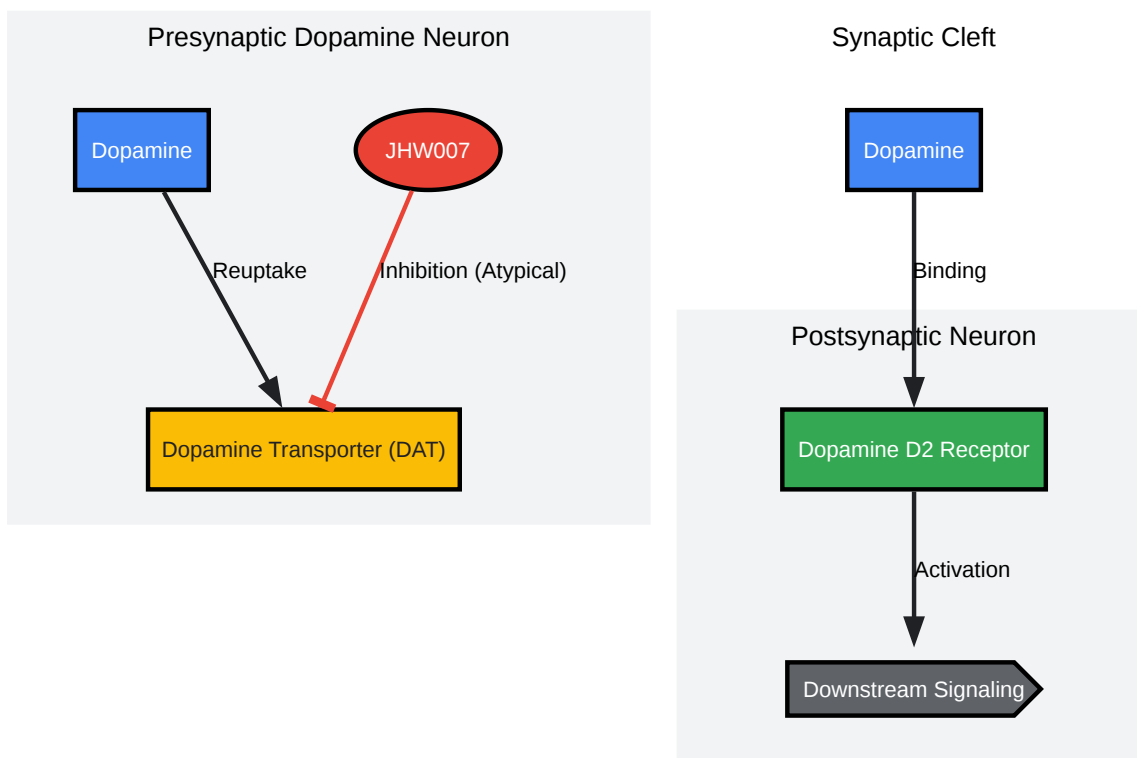 Presynaptic Dopamine Neuron
Dopamine
JHW007
Reuptake
Inhibition (Atypical)
Dopamine Transporter (DAT)
Synaptic Cleft
Dopamine
Binding
Postsynaptic Neuron
Dopamine D2 Receptor
Activation
Downstream Signaling